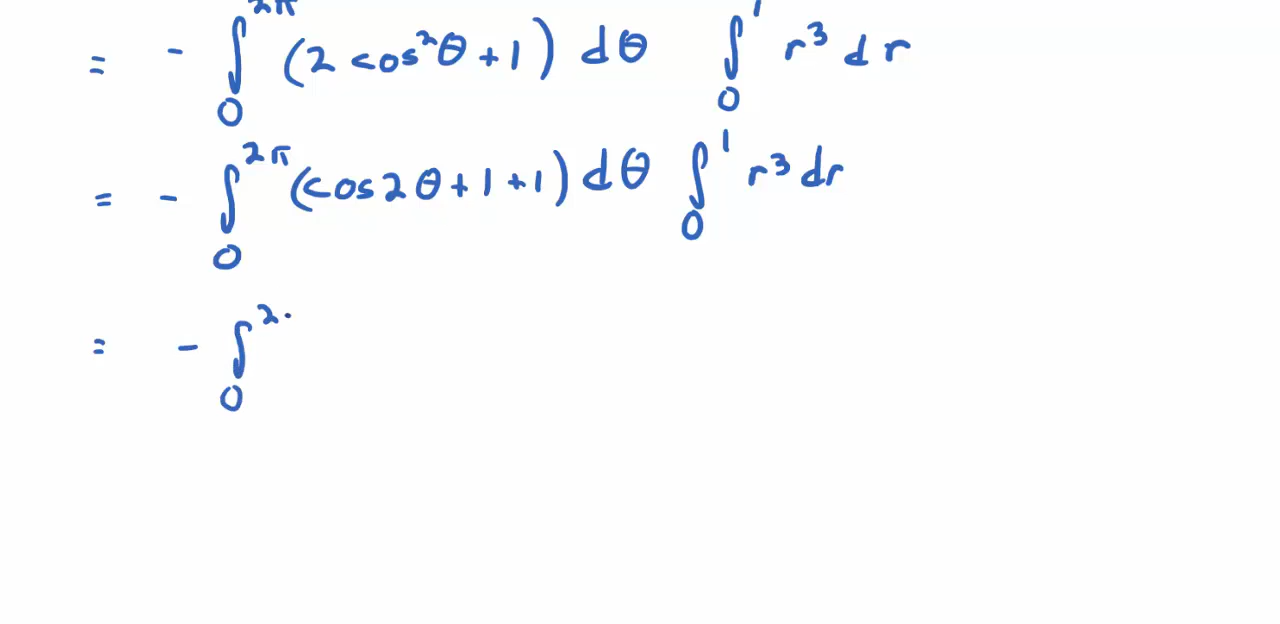 = - ∫₀^2π (2 cos²θ + 1) dθ ∫₀^1 r³ dr
= - ∫₀^2π (cos 2θ + 1 + 1) dθ ∫₀^1 r³ dr
= - ∫₀^2